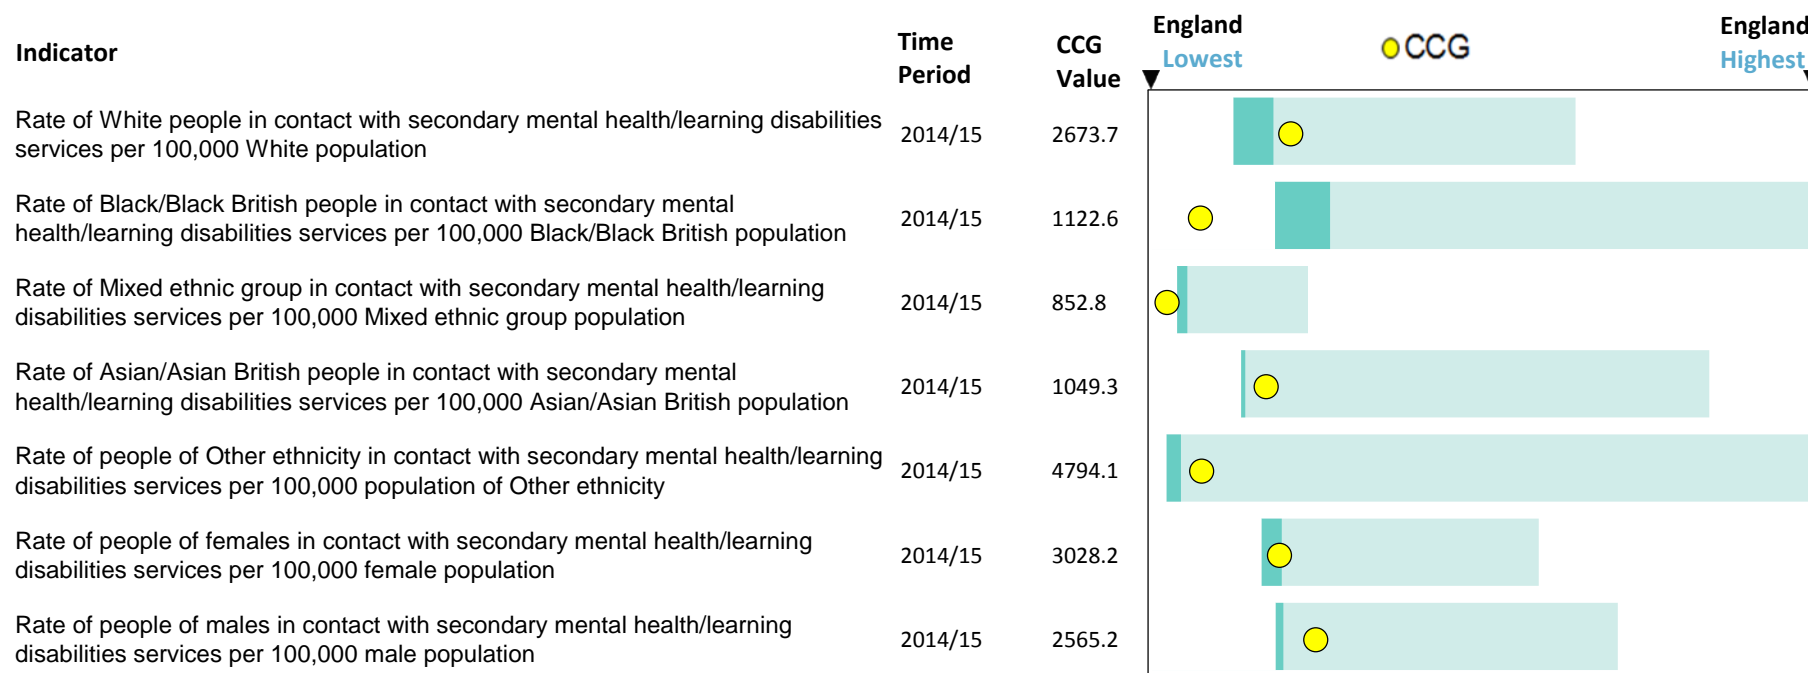 Indicator
Time
Period
CCG
Value
England
Lowest
CCG
England
Highest
Rate of White people in contact with secondary mental health/learning disabilities
services per 100,000 White population
2014/15
2673.7
Rate of Black/Black British people in contact with secondary mental
health/learning disabilities services per 100,000 Black/Black British population
2014/15
1122.6
Rate of Mixed ethnic group in contact with secondary mental health/learning
disabilities services per 100,000 Mixed ethnic group population
2014/15
852.8
Rate of Asian/Asian British people in contact with secondary mental
health/learning disabilities services per 100,000 Asian/Asian British population
2014/15
1049.3
Rate of people of Other ethnicity in contact with secondary mental health/learning
disabilities services per 100,000 population of Other ethnicity
2014/15
4794.1
Rate of people of females in contact with secondary mental health/learning
disabilities services per 100,000 female population
2014/15
3028.2
Rate of people of males in contact with secondary mental health/learning
disabilities services per 100,000 male population
2014/15
2565.2